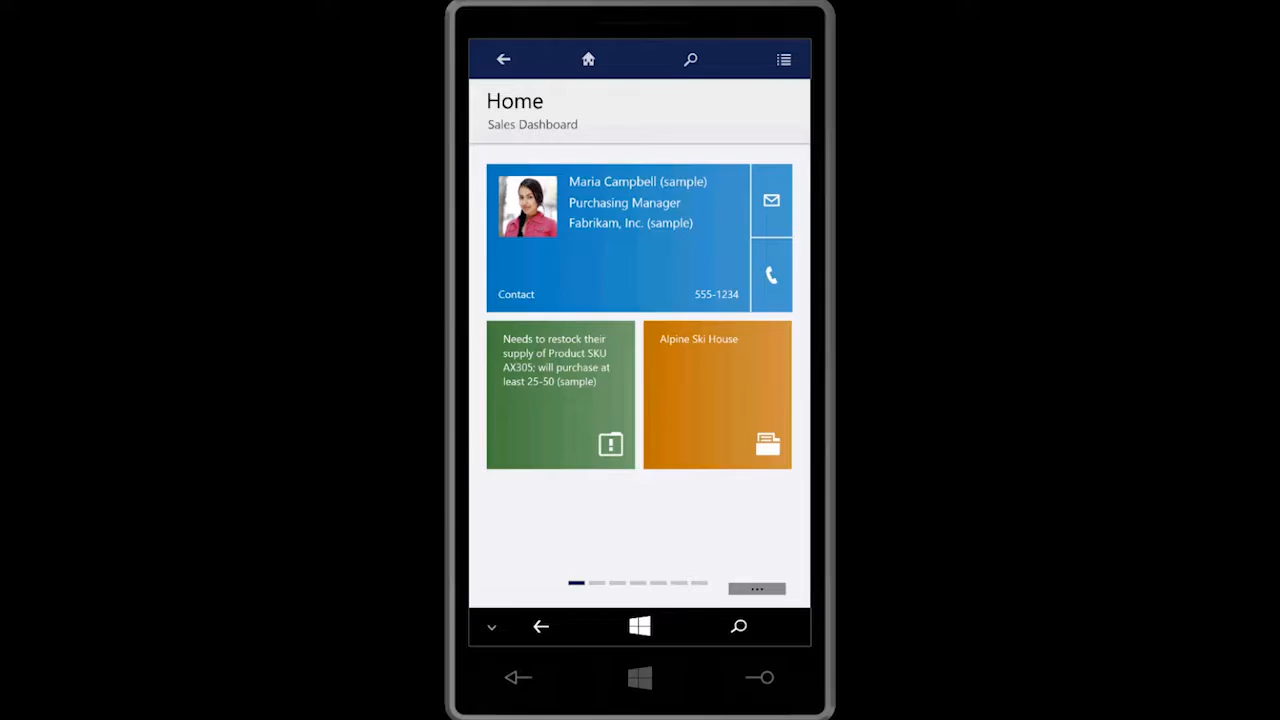 Home
Sales Dashboard
Maria Campbell (sample)
Purchasing Manager
Fabrikam, Inc. (sample)
Contact
555-1234
Needs to restock their
supply of Product SKU
AX305; will purchase at
least 25-50 (sample)
Alpine Ski House
...